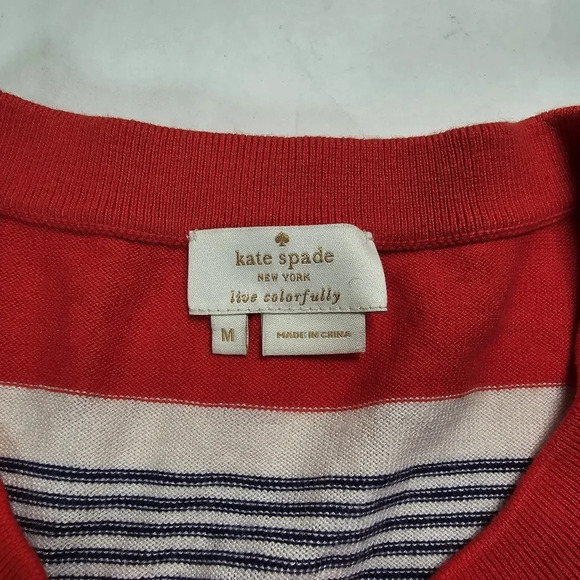 kate spade
NEW YORK
live colorfully
M
MADE IN CHINA